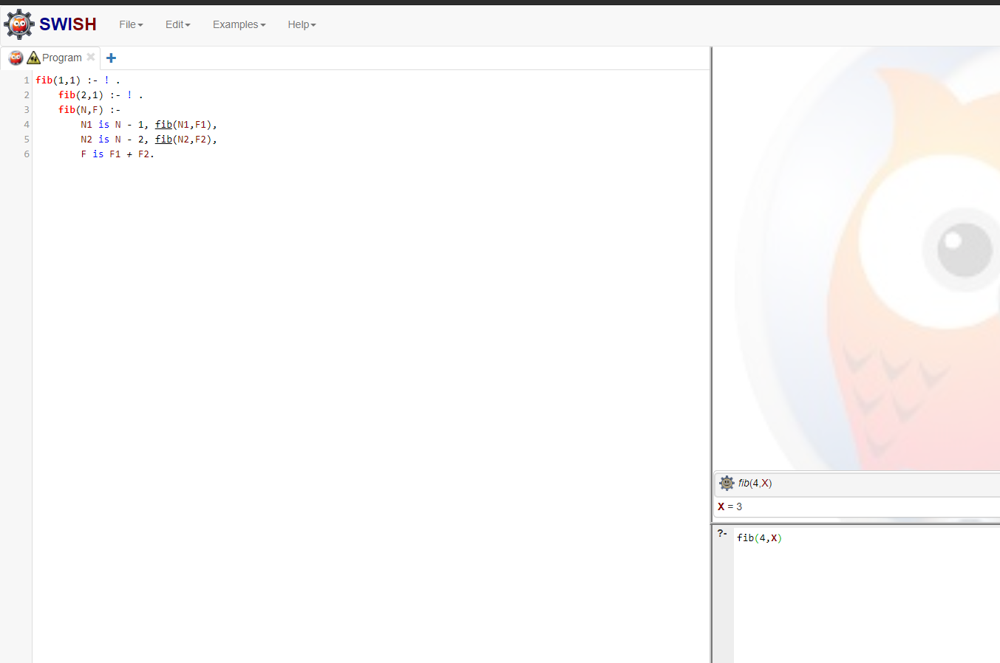 SWISH File Edit Examples Help
Program
1 fib(1,1) :- ! .
2 fib(2,1) :- ! .
3 fib(N,F) :-
4 N1 is N - 1, fib(N1,F1),
5 N2 is N - 2, fib(N2,F2),
6 F is F1 + F2.
fib(4,X)
X = 3
?- fib(4,X)